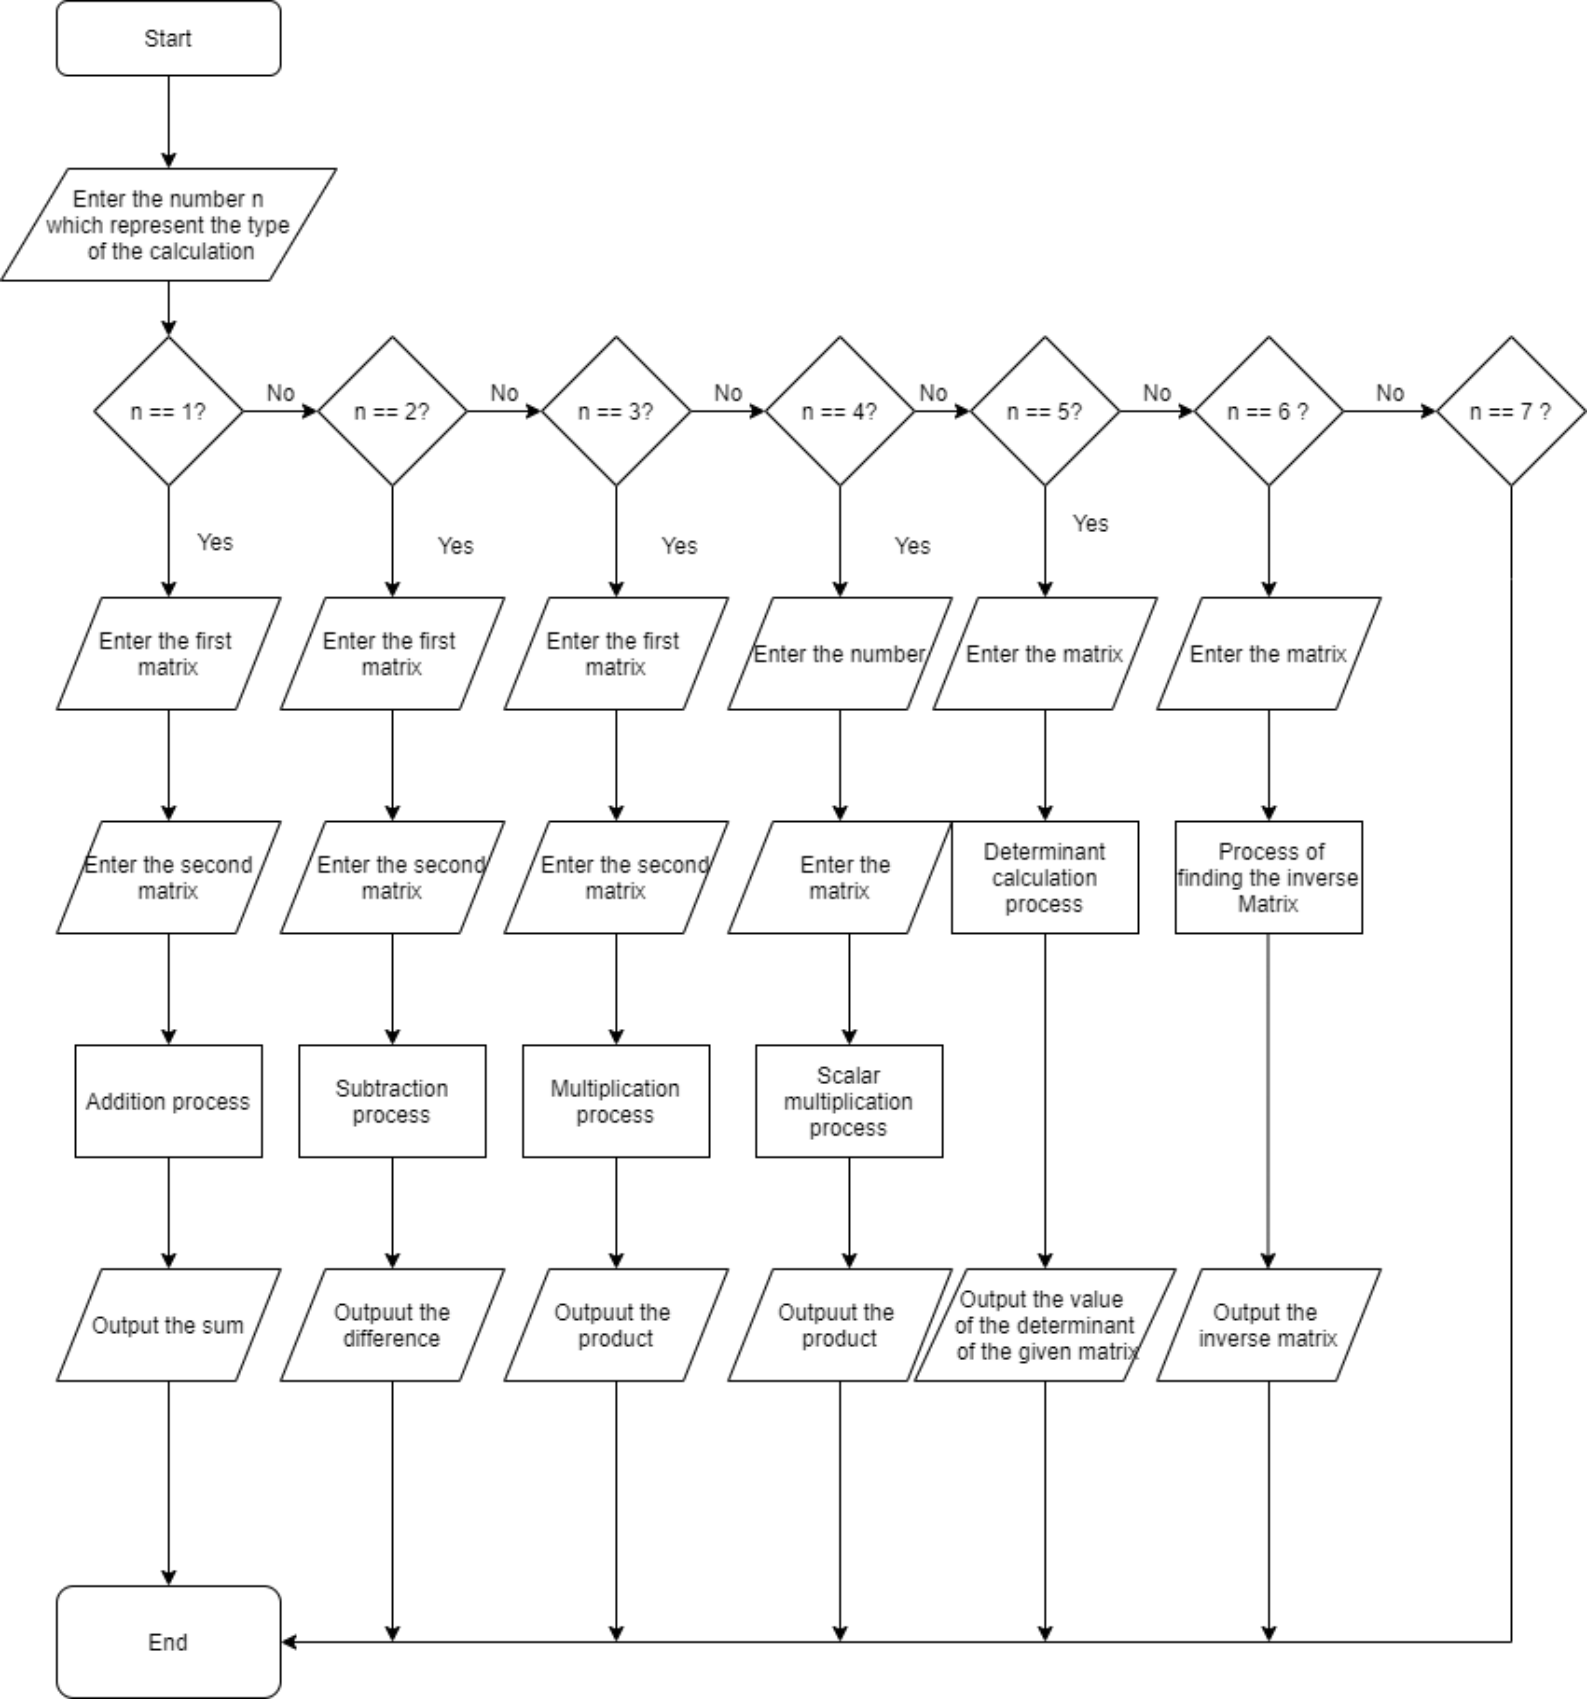 Start
Enter the number n
which represent the type
of the calculation
n == 1?
No
n == 2?
No
n == 3?
No
n == 4?
No
n == 5?
No
n == 6 ?
No
n == 7 ?
Yes
Yes
Yes
Yes
Yes
Enter the first
matrix
Enter the first
matrix
Enter the first
matrix
Enter the number
Enter the matrix
Enter the matrix
Enter the second
matrix
Enter the second
matrix
Enter the second
matrix
Enter the
matrix
Determinant
calculation
process
Process of
finding the inverse
Matrix
Addition process
Subtraction
process
Multiplication
process
Scalar
multiplication
process
Output the sum
Outpuut the
difference
Outpuut the
product
Outpuut the
product
Output the value
of the determinant
of the given matrix
Output the
inverse matrix
End